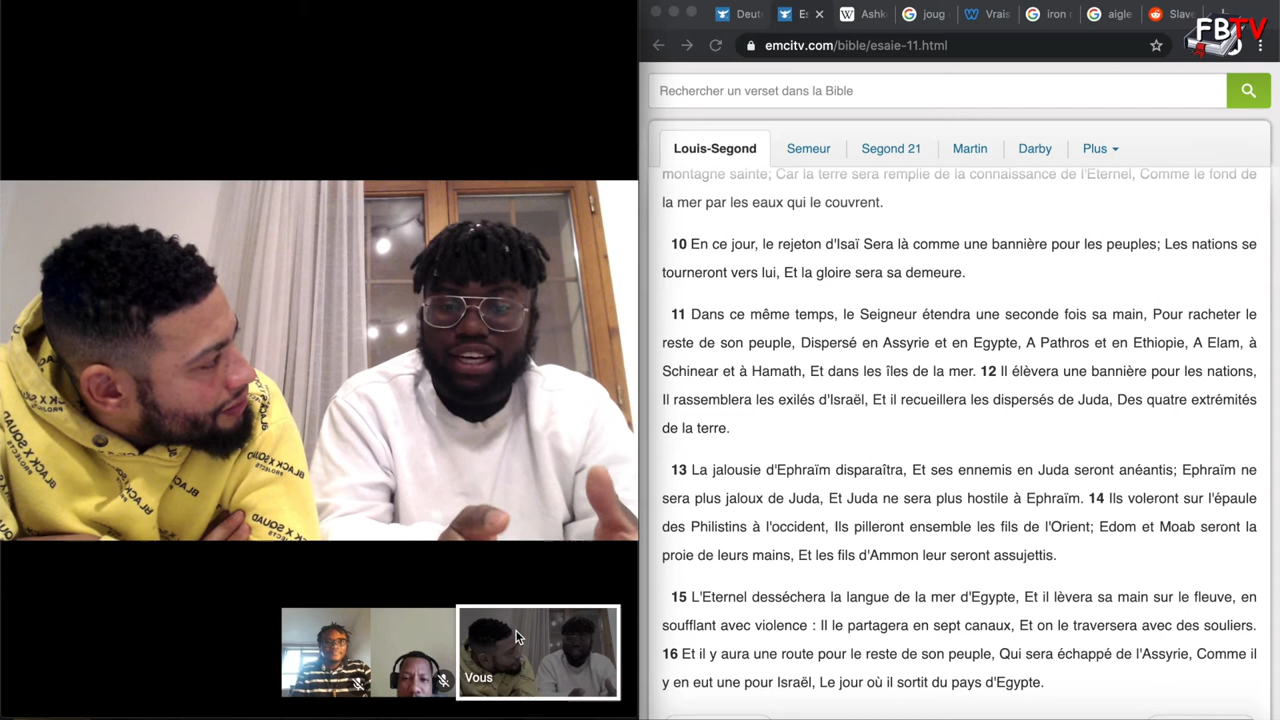 Deut
Es
Ashk
joug
Vrais
iron
aigle
Slave
FBTV
emcitv.com/bible/esaie-11.html
Rechercher un verset dans la Bible
Louis-Segond
Semeur
Segond 21
Martin
Darby
Plus
montagne sainte; Car la terre sera remplie de la connaissance de l'Eternel, Comme le fond de
la mer par les eaux qui le couvrent.
10 En ce jour, le rejeton d'Isaï Sera là comme une bannière pour les peuples; Les nations se
tourneront vers lui, Et la gloire sera sa demeure.
11 Dans ce même temps, le Seigneur étendra une seconde fois sa main, Pour racheter le
reste de son peuple, Dispersé en Assyrie et en Egypte, A Pathros et en Ethiopie, A Elam, à
Schinear et à Hamath, Et dans les îles de la mer. 12 Il élèvera une bannière pour les nations,
Il rassemblera les exilés d'Israël, Et il recueillera les dispersés de Juda, Des quatre extrémités
de la terre.
13 La jalousie d'Ephraïm disparaîtra, Et ses ennemis en Juda seront anéantis; Ephraïm ne
sera plus jaloux de Juda, Et Juda ne sera plus hostile à Ephraïm. 14 Ils voleront sur l'épaule
des Philistins à l'occident, Ils pilleront ensemble les fils de l'Orient; Edom et Moab seront la
proie de leurs mains, Et les fils d'Ammon leur seront assujettis.
15 L'Eternel desséchera la langue de la mer d'Egypte, Et il lèvera sa main sur le fleuve, en
soufflant avec violence : Il le partagera en sept canaux, Et on le traversera avec des souliers.
16 Et il y aura une route pour le reste de son peuple, Qui sera échappé de l'Assyrie, Comme il
y en eut une pour Israël, Le jour où il sortit du pays d'Egypte.
BLACK X SQUAD
PROJECTS
Vous